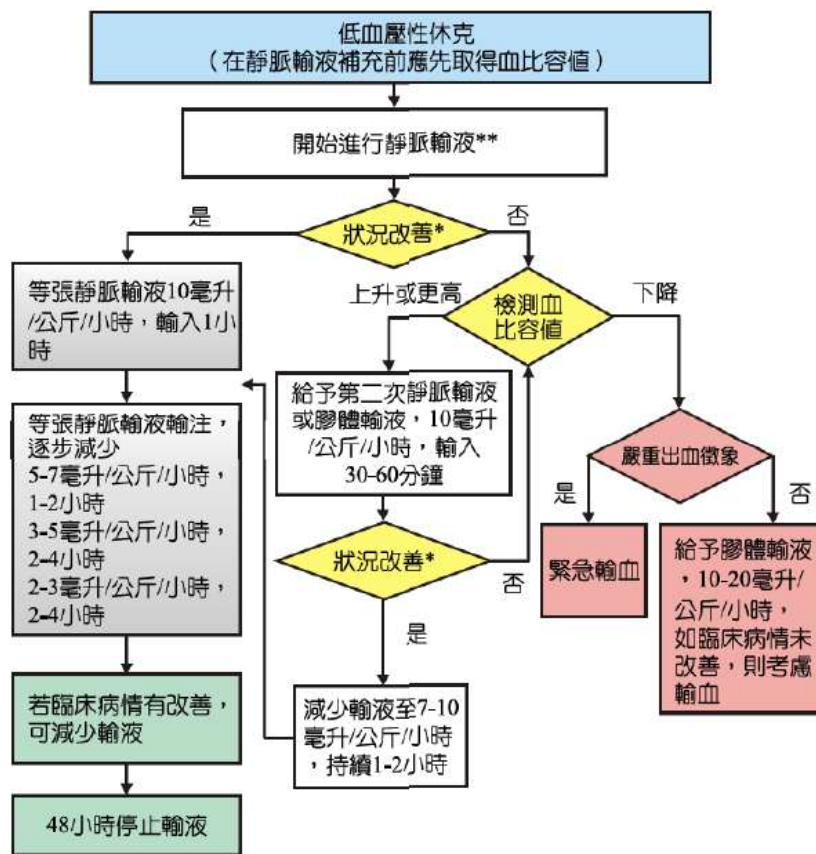 低血壓性休克
（在靜脈輸液補充前應先取得血比容值）
開始進行靜脈輸液**
狀況改善*
是
否
等張靜脈輸液10毫升
/公斤//小時，輸入1小
時
上升或更高
檢測血
比容值
下降
等張靜脈輸液輸注，
逐步減少
5-7毫升/公斤//小時，
1-2小時
3-5毫升/公斤//小時，
2-4小時
2-3毫升/公斤//小時，
2-4小時
給予第二次靜脈輸液
或膠體輸液，10毫升
/公斤//小時，輸入
30-60分鐘
嚴重出血徵象
是
否
狀況改善*
否
是
緊急輸血
給予膠體輸液
，10-20毫升/
公斤/小時，
如臨床病情未
改善，則考慮
輸血
若臨床病情有改善，
可減少輸液
減少輸液至7-10
毫升/公斤//小時
，持續1-2小時
48小時停止輸液